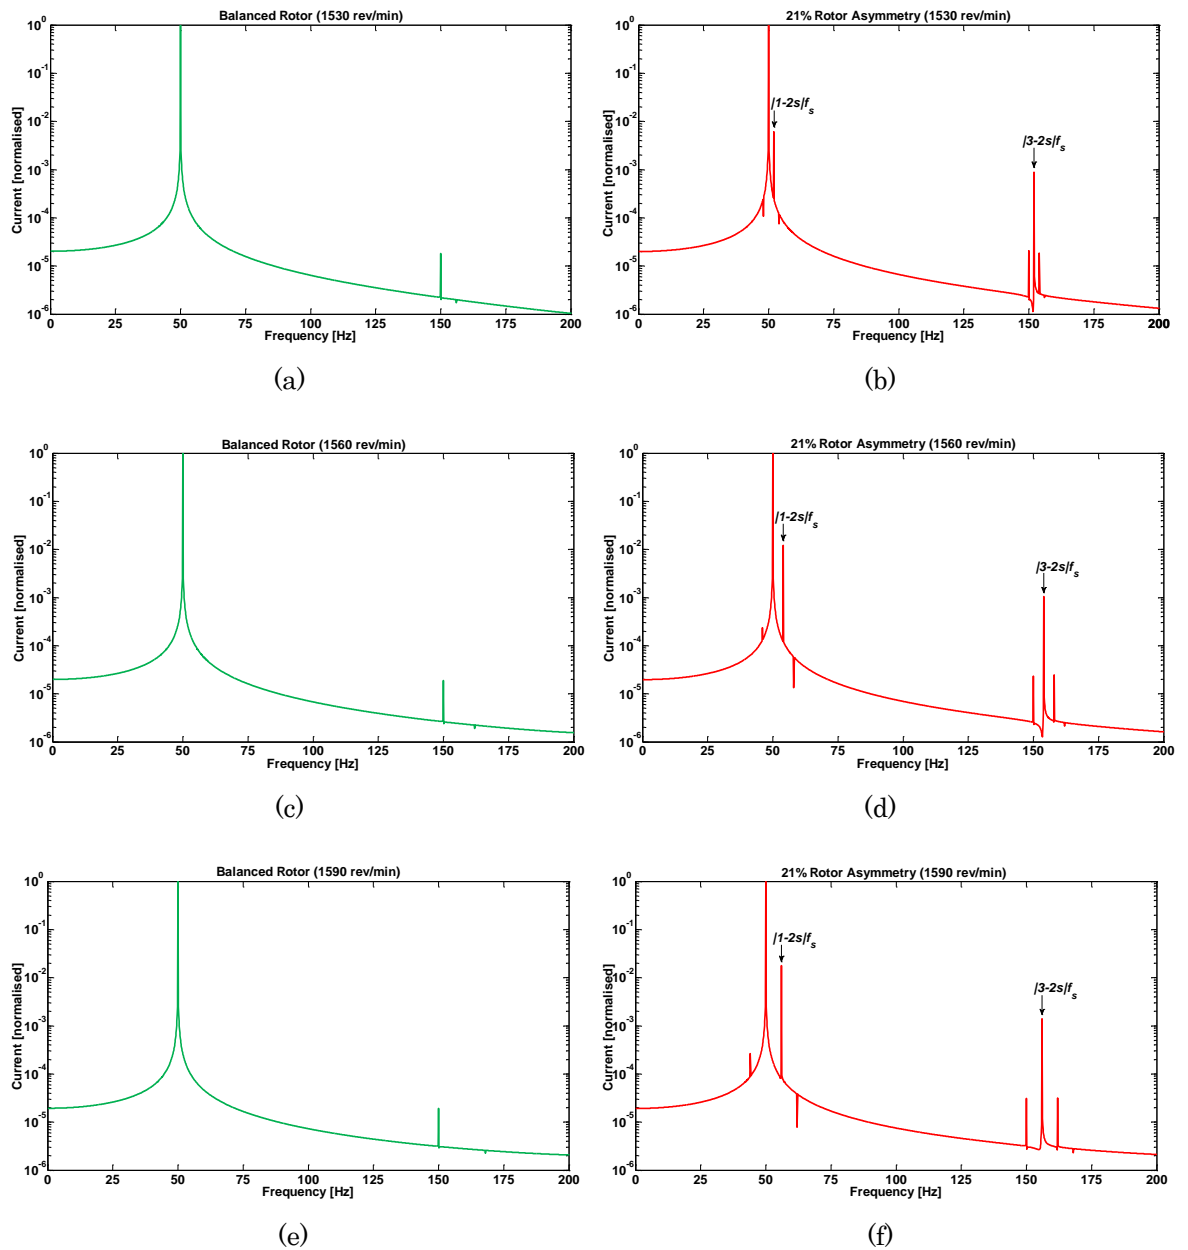 Balanced Rotor (1530 rev/min)
Current [normalised]
10^0
10^-1
10^-2
10^-3
10^-4
10^-5
10^-6
0 25 50 75 100 125 150 175 200
Frequency [Hz]
(a)
21% Rotor Asymmetry (1530 rev/min)
Current [normalised]
10^0
10^-1
10^-2
10^-3
10^-4
10^-5
10^-6
|1-2s|f_s
|3-2s|f_s
0 25 50 75 100 125 150 175 200
Frequency [Hz]
(b)
Balanced Rotor (1560 rev/min)
Current [normalised]
10^0
10^-1
10^-2
10^-3
10^-4
10^-5
10^-6
0 25 50 75 100 125 150 175 200
Frequency [Hz]
(c)
21% Rotor Asymmetry (1560 rev/min)
Current [normalised]
10^0
10^-1
10^-2
10^-3
10^-4
10^-5
10^-6
|1-2s|f_s
|3-2s|f_s
0 25 50 75 100 125 150 175 200
Frequency [Hz]
(d)
Balanced Rotor (1590 rev/min)
Current [normalised]
10^0
10^-1
10^-2
10^-3
10^-4
10^-5
10^-6
0 25 50 75 100 125 150 175 200
Frequency [Hz]
(e)
21% Rotor Asymmetry (1590 rev/min)
Current [normalised]
10^0
10^-1
10^-2
10^-3
10^-4
10^-5
10^-6
|1-2s|f_s
|3-2s|f_s
0 25 50 75 100 125 150 175 200
Frequency [Hz]
(f)